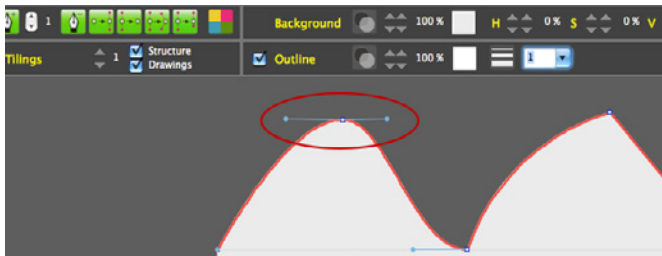 1 Background 100 % H 0 % S 0 % V
Tilings 1 Structure Outline 100 % 1
Drawings